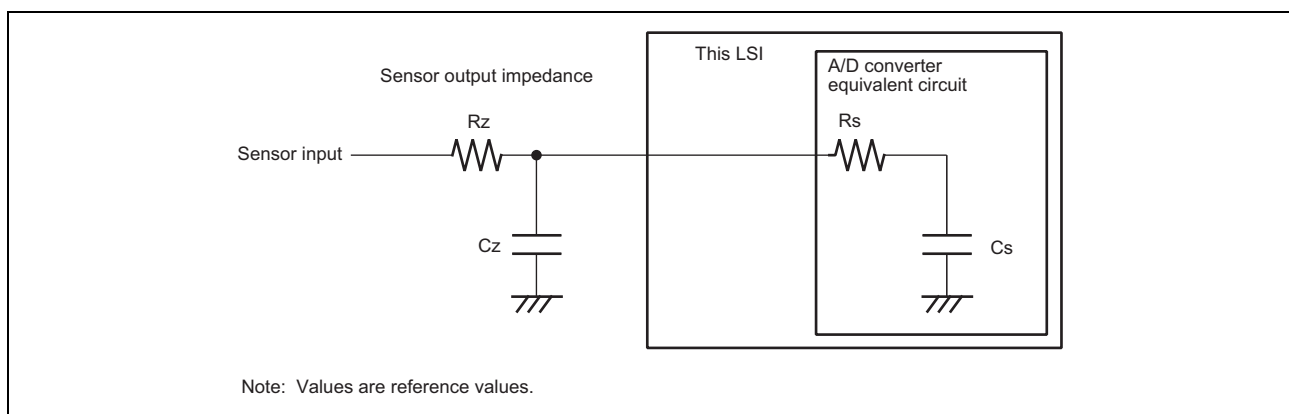 This LSI
A/D converter
equivalent circuit
Sensor output impedance
Rz
Rs
Sensor input
Cz
Cs
Note: Values are reference values.